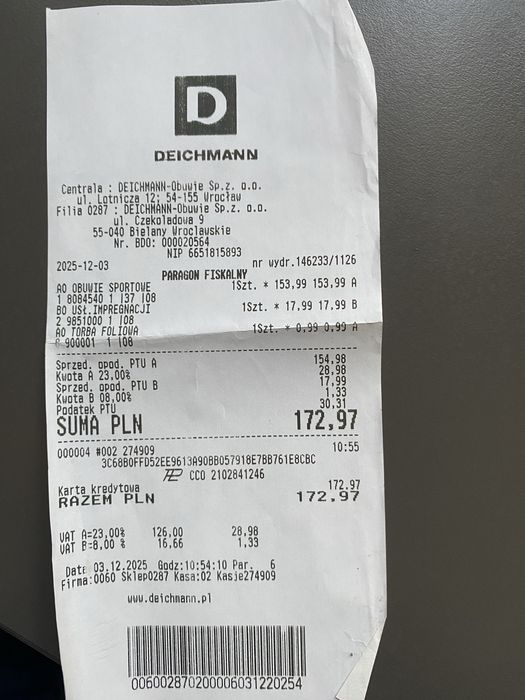 D
DEICHMANN
Centrala : DEICHMANN-Obuwie Sp.z. o.o.
ul. Lotnicza 12; 54-155 Wrocław
Filia 0287 : DEICHMANN-Obuwie Sp.z. o.o.
ul. Czekoladowa 9
55-040 Bielany Wroclawskie
Nr. BDO: 000020564
NIP 6651815893
2025-12-03 nr wydr.146233/1126
PARAGON FISKALNY
AO OBUWIE SPORTOWE 1Szt. * 153,99 153,99 A
1 8084540 1 |37 |08
BO USŁ.IMPREGNACJI 1Szt. * 17,99 17,99 B
2 9851000 1 |08
AO TORBA FOLIOWA 1Szt. * 0,99 0,99 A
900001 1 |08
Sprzed. opod. PTU A 154,98
Kwota A 23,00% 28,98
Sprzed. opod. PTU B 17,99
Kwota B 08,00% 1,33
Podatek PTU 30,31
SUMA PLN 172,97
000004 #002 274909 10:55
3C68B0FFD52EE9613A90BB057918E7BB761E8CBC
CCO 2102841246
Karta kredytowa 172,97
RAZEM PLN 172,97
VAT A=23,00% 126,00 28,98
VAT B=8,00 % 16,66 1,33
Date 03.12.2025 Godz:10:54:10 Par. 6
Firma:0060 Sklep0287 Kasa:02 Kasje274909
www.deichmann.pl
006002870200006031220254